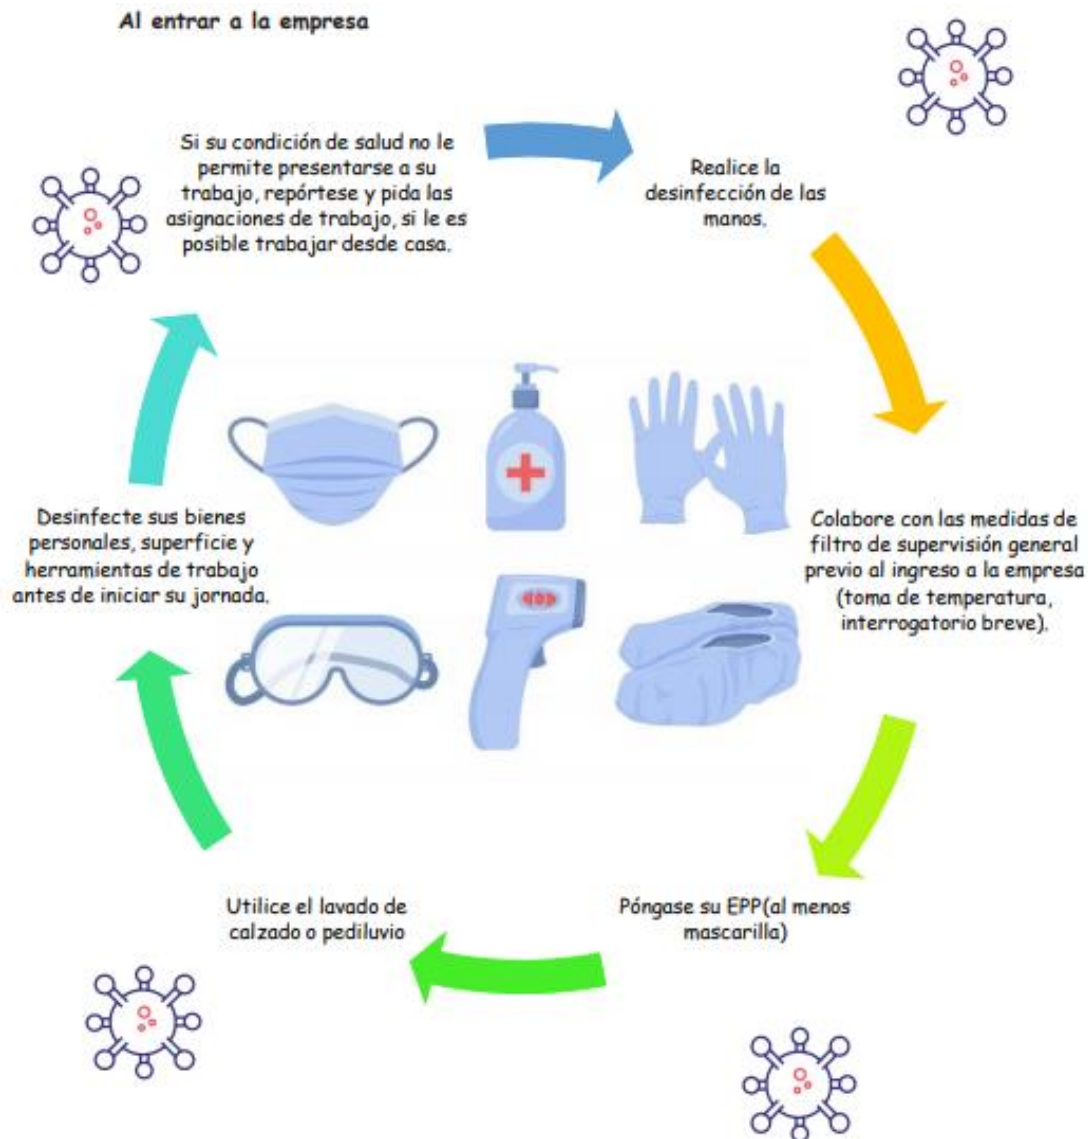 Al entrar a la empresa
Si su condición de salud no le
permite presentarse a su
trabajo, repórtese y pida las
asignaciones de trabajo, si le es
posible trabajar desde casa.
Realice la
desinfección de las
manos.
Colabore con las medidas de
filtro de supervisión general
previo al ingreso a la empresa
(toma de temperatura,
interrogatorio breve).
Póngase su EPP(al menos
mascarilla)
Utilice el lavado de
calzado o pediluvio
Desinfecte sus bienes
personales, superficie y
herramientas de trabajo
antes de iniciar su jornada.